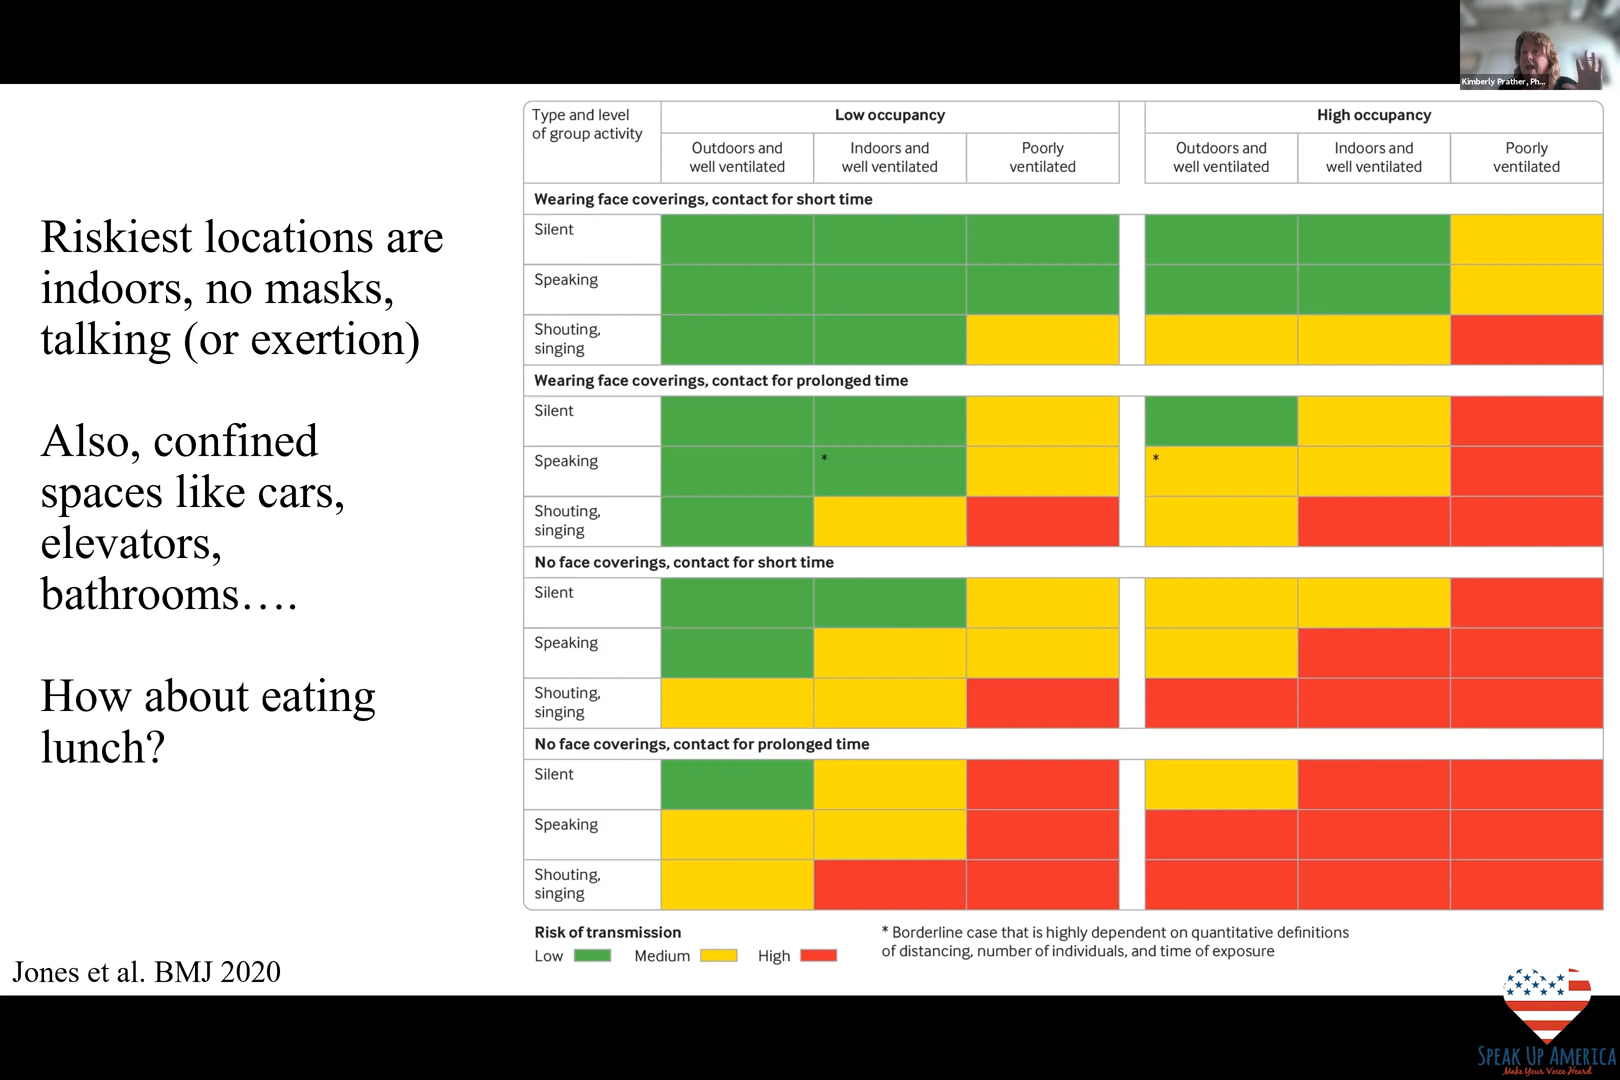 Kimberly Prather, Ph...
Riskiest locations are
indoors, no masks,
talking (or exertion)
Also, confined
spaces like cars,
elevators,
bathrooms….
How about eating
lunch?
Jones et al. BMJ 2020
Type and level
of group activity
Low occupancy
High occupancy
Outdoors and
well ventilated
Indoors and
well ventilated
Poorly
ventilated
Outdoors and
well ventilated
Indoors and
well ventilated
Poorly
ventilated
Wearing face coverings, contact for short time
Silent
Speaking
Shouting,
singing
Wearing face coverings, contact for prolonged time
Silent
Speaking
*
*
Shouting,
singing
No face coverings, contact for short time
Silent
Speaking
Shouting,
singing
No face coverings, contact for prolonged time
Silent
Speaking
Shouting,
singing
Risk of transmission
Low
Medium
High
* Borderline case that is highly dependent on quantitative definitions
of distancing, number of individuals, and time of exposure
SPEAK UP AMERICA
Make Your Voice Heard